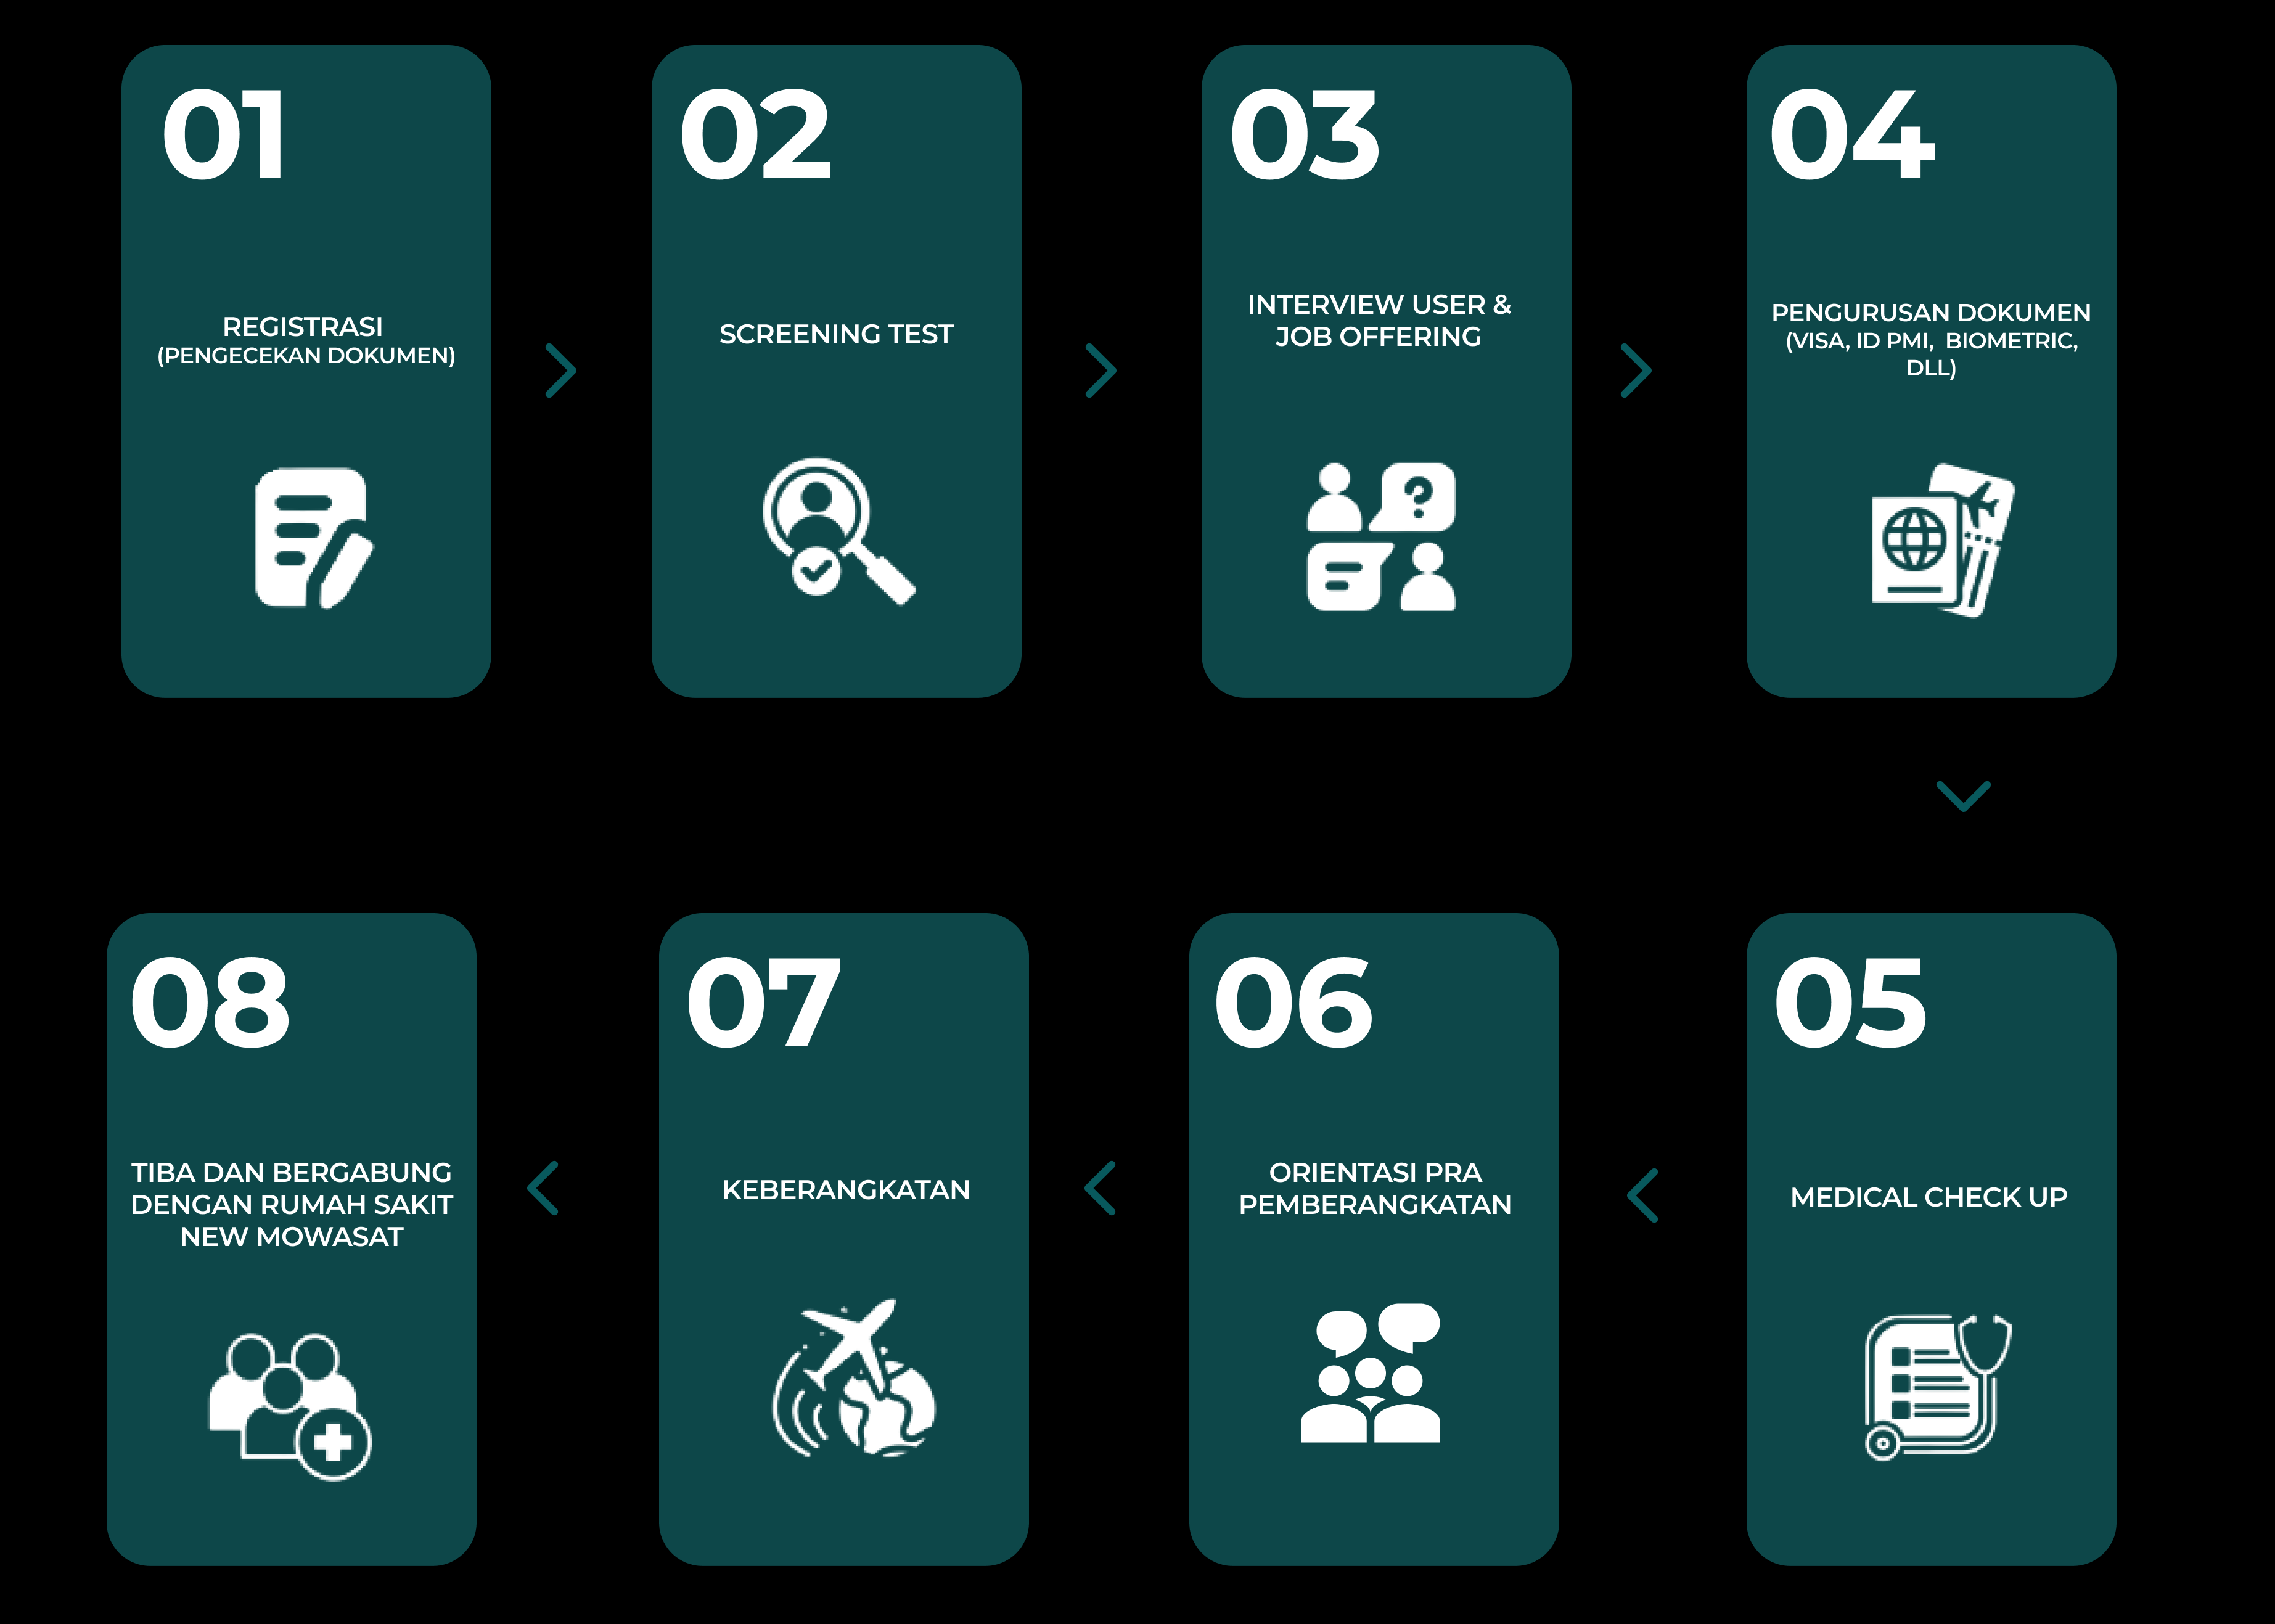 01
REGISTRASI
(PENGECEKAN DOKUMEN)
02
SCREENING TEST
03
INTERVIEW USER &
JOB OFFERING
04
PENGURUSAN DOKUMEN
(VISA, ID PMI, BIOMETRIC,
DLL)
05
MEDICAL CHECK UP
06
ORIENTASI PRA
PEMBERANGKATAN
07
KEBERANGKATAN
08
TIBA DAN BERGABUNG
DENGAN RUMAH SAKIT
NEW MOWASAT